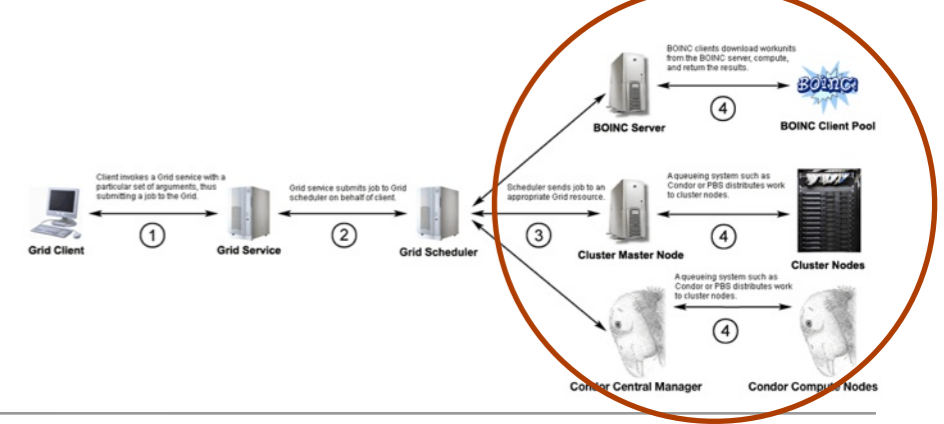 BOINC clients download workunits
from the BOINC server, compute,
and return the results.
4
BOINC!
BOINC Server
BOINC Client Pool
Client invokes a Grid service with a
particular set of arguments, thus
submitting a job to the Grid.
1
Grid Client
Grid service submits job to Grid
scheduler on behalf of client.
2
Grid Service
Grid Scheduler
Scheduler sends job to an
appropriate Grid resource.
3
A queueing system such as
Condor or PBS distributes work
to cluster nodes.
4
Cluster Master Node
Cluster Nodes
A queueing system such as
Condor or PBS distributes work
to cluster nodes.
4
Condor Central Manager
Condor Compute Nodes